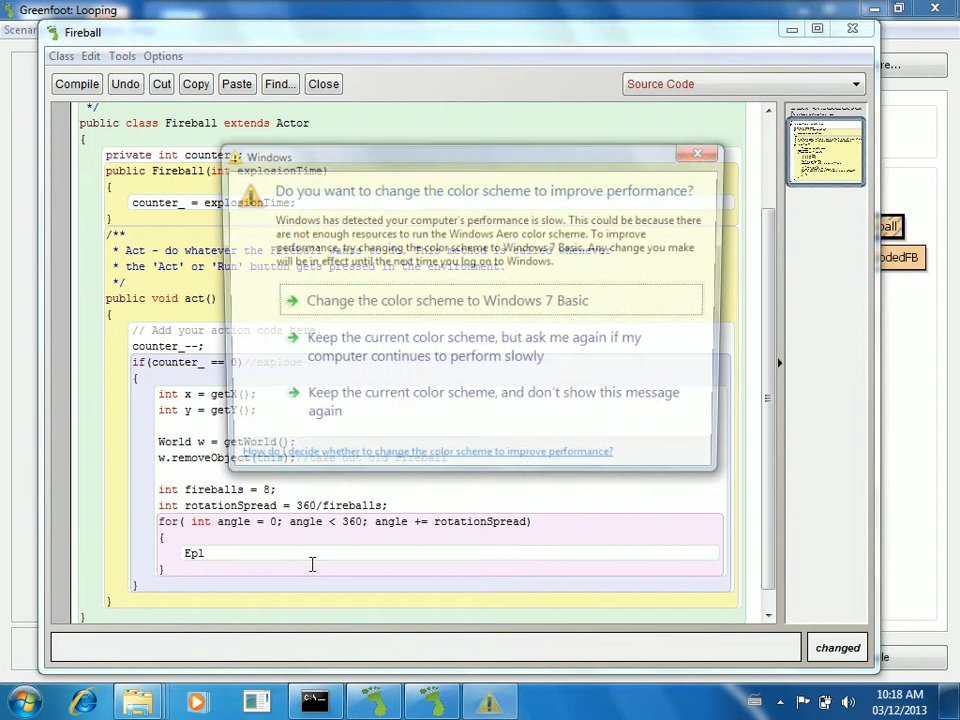 Greenfoot: Looping
Scenar
Fireball
Class Edit Tools Options
Compile Undo Cut Copy Paste Find... Close Source Code
re...
*/
public class Fireball extends Actor
{
private int counter_;
public Fireball(int explosionTime)
{
counter_ = explosionTime;
}
/**
* Act - do whatever the Fireball wants to do. This method is called whenever
* the 'Act' or 'Run' button gets pressed in the environment.
*/
public void act()
{
// Add your action code here.
counter_--;
if(counter_ == 0)//explode
{
int x = getX();
int y = getY();
World w = getWorld();
w.removeObject(this);//take out old fireball
int fireballs = 8;
int rotationSpread = 360/fireballs;
for( int angle = 0; angle < 360; angle += rotationSpread)
{
Epl
}
}
}
}
Windows
Do you want to change the color scheme to improve performance?
Windows has detected your computer's performance is slow. This could be because there
are not enough resources to run the Windows Aero color scheme. To improve
performance, try changing the color scheme to Windows 7 Basic. Any change you make
will be in effect until the next time you log on to Windows.
Change the color scheme to Windows 7 Basic
Keep the current color scheme, but ask me again if my
computer continues to perform slowly
Keep the current color scheme, and don't show this message
again
How do I decide whether to change the color scheme to improve performance?
ball
odedFB
changed
le
10:18 AM
03/12/2013